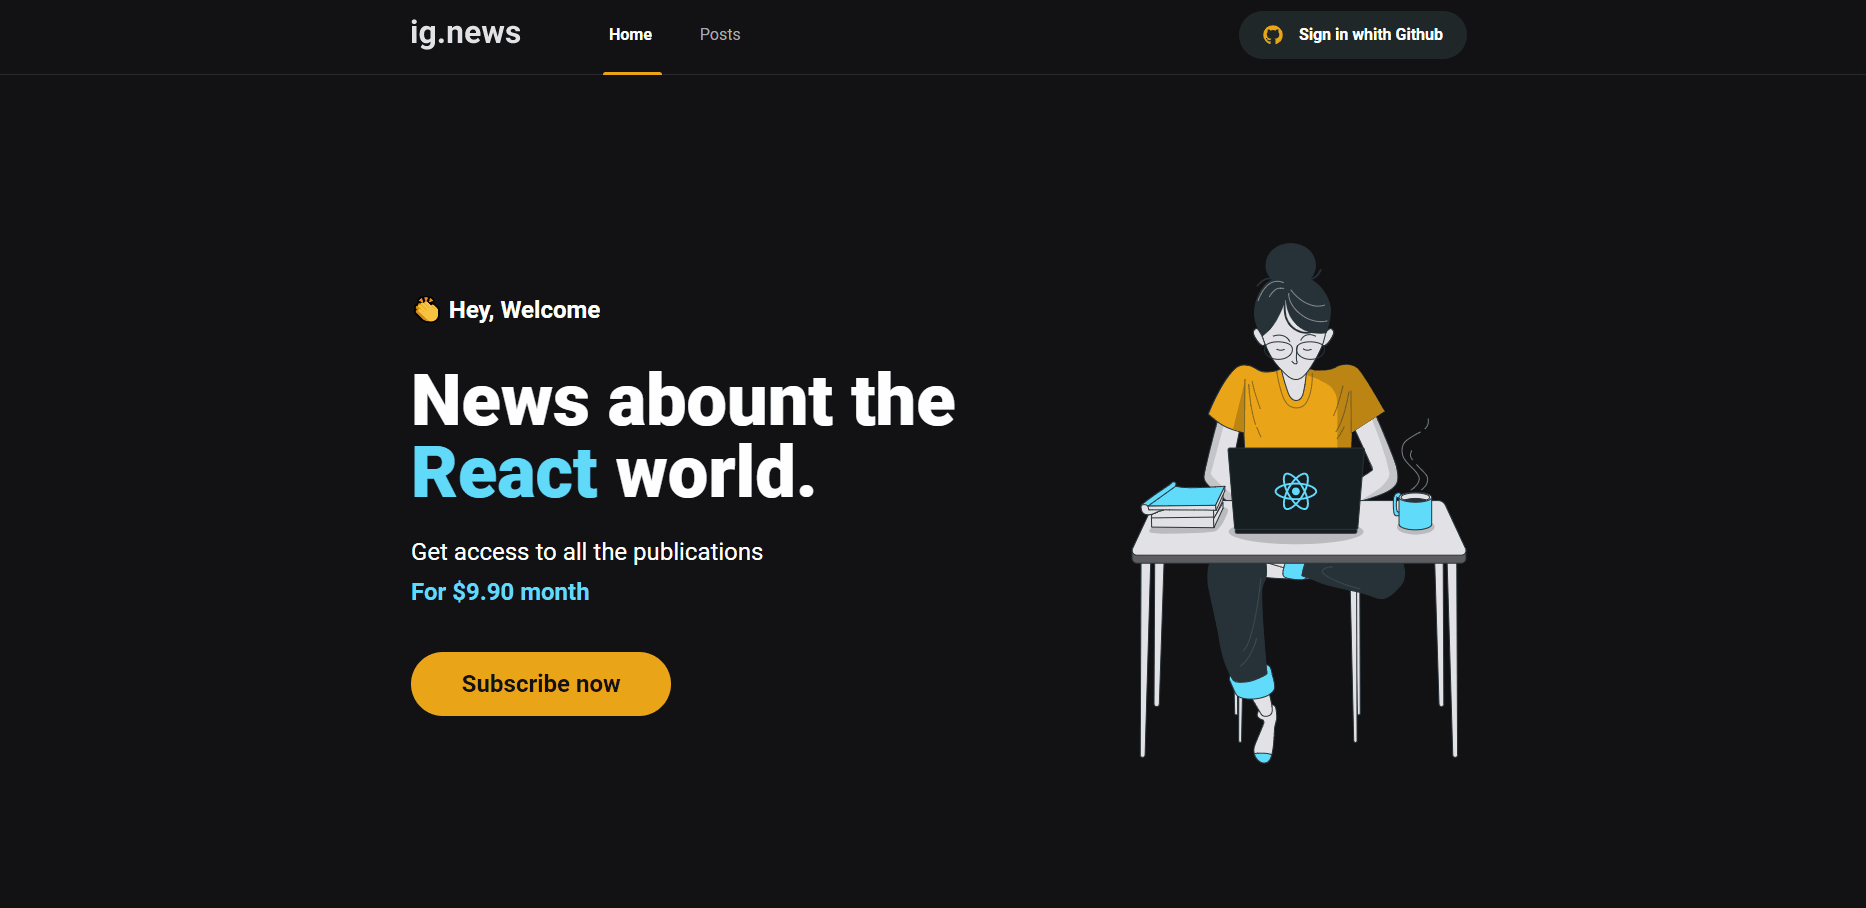 ig.news
Home
Posts
Sign in whith Github
👏 Hey, Welcome
News abount the
React world.
Get access to all the publications
For $9.90 month
Subscribe now